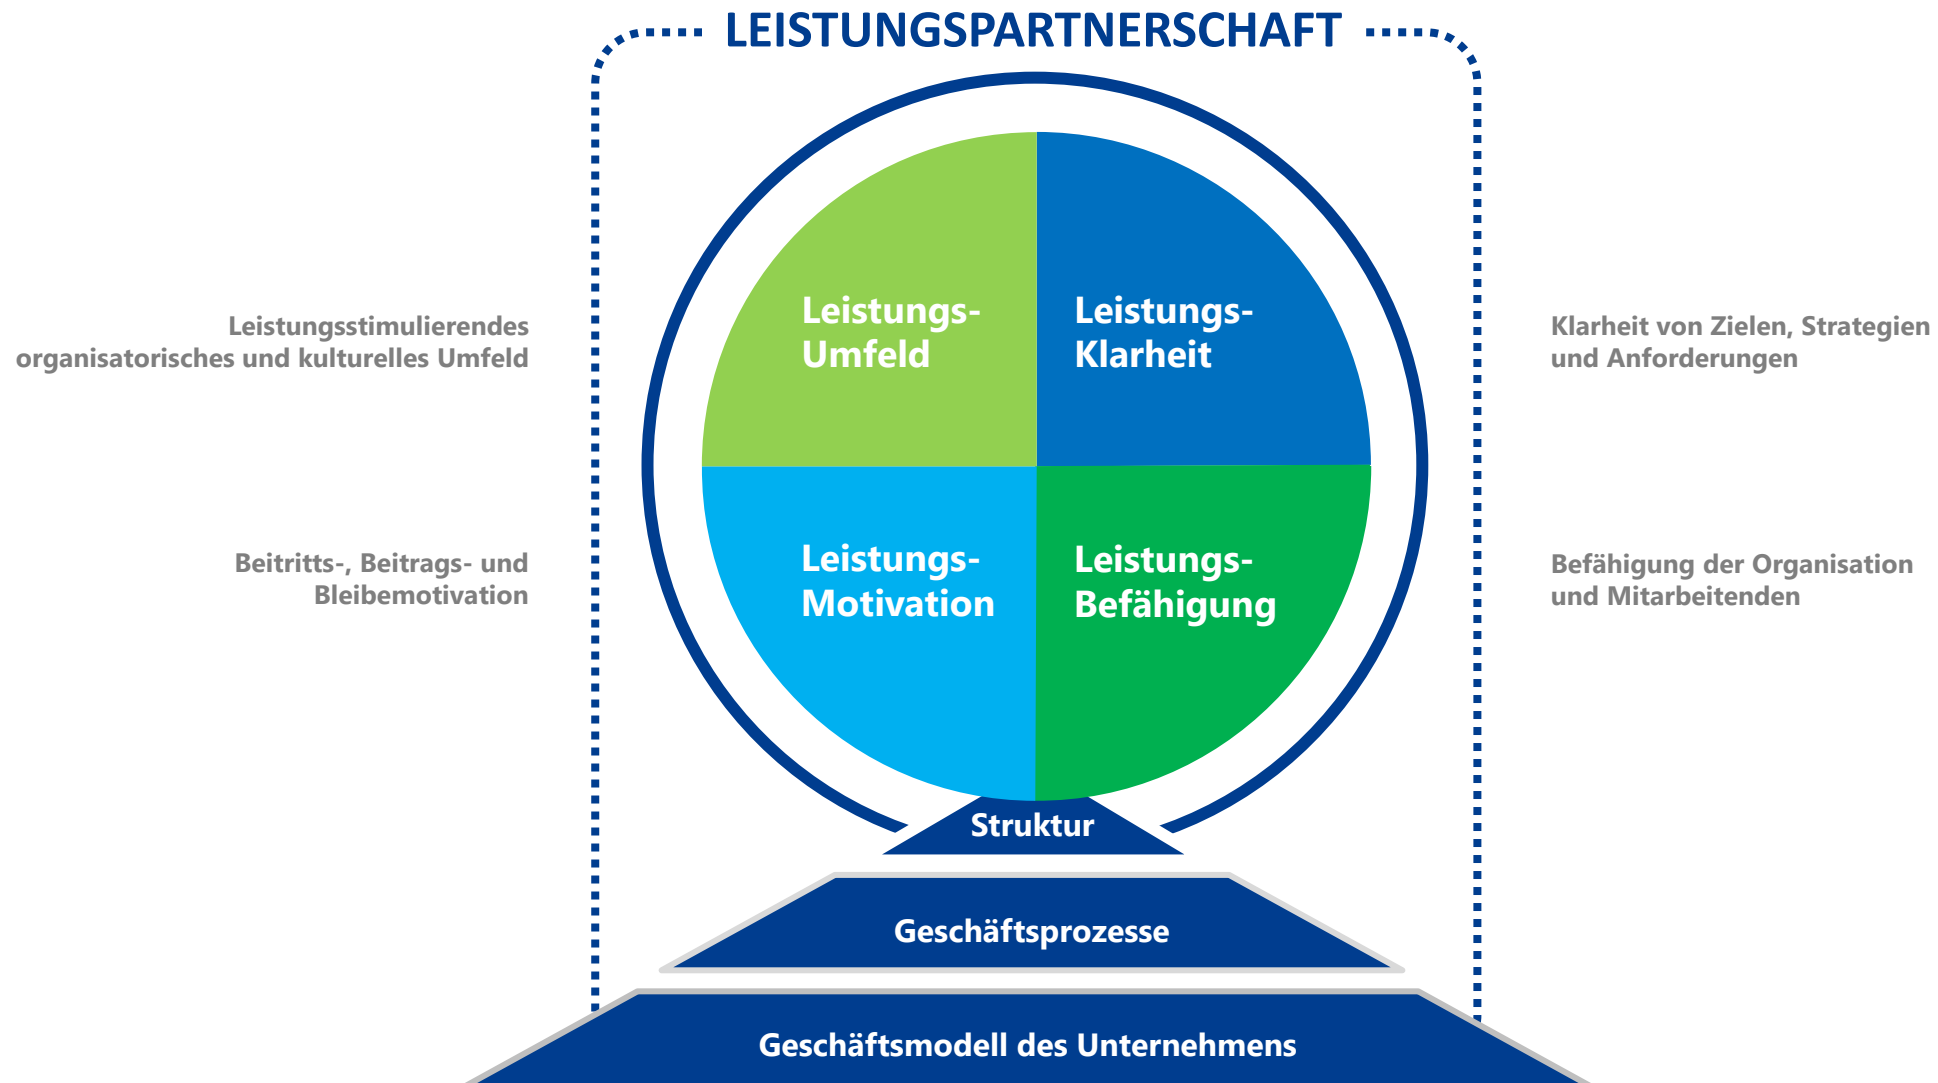 LEISTUNGSPARTNERSCHAFT
Leistungsstimulierendes
organisatorisches und kulturelles Umfeld
Leistungs-
Umfeld
Leistungs-
Klarheit
Klarheit von Zielen, Strategien
und Anforderungen
Beitritts-, Beitrags- und
Bleibemotivation
Leistungs-
Motivation
Leistungs-
Befähigung
Befähigung der Organisation
und Mitarbeitenden
Struktur
Geschäftsprozesse
Geschäftsmodell des Unternehmens